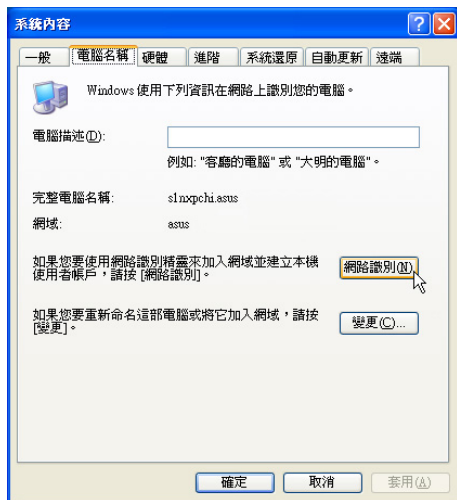 系統內容
一般 電腦名稱 硬體 進階 系統還原 自動更新 遠端
Windows 使用下列資訊在網路上識別您的電腦。
電腦描述(D):
例如: "客廳的電腦" 或 "大明的電腦"。
完整電腦名稱: s1nxpchi.asus
網域: asus
如果您要使用網路識別精靈來加入網域並建立本機
使用者帳戶，請按 [網路識別]。
網路識別(N)
如果您要重新命名這部電腦或將它加入網域，請按
[變更]。
變更(C)...
確定 取消 套用(A)